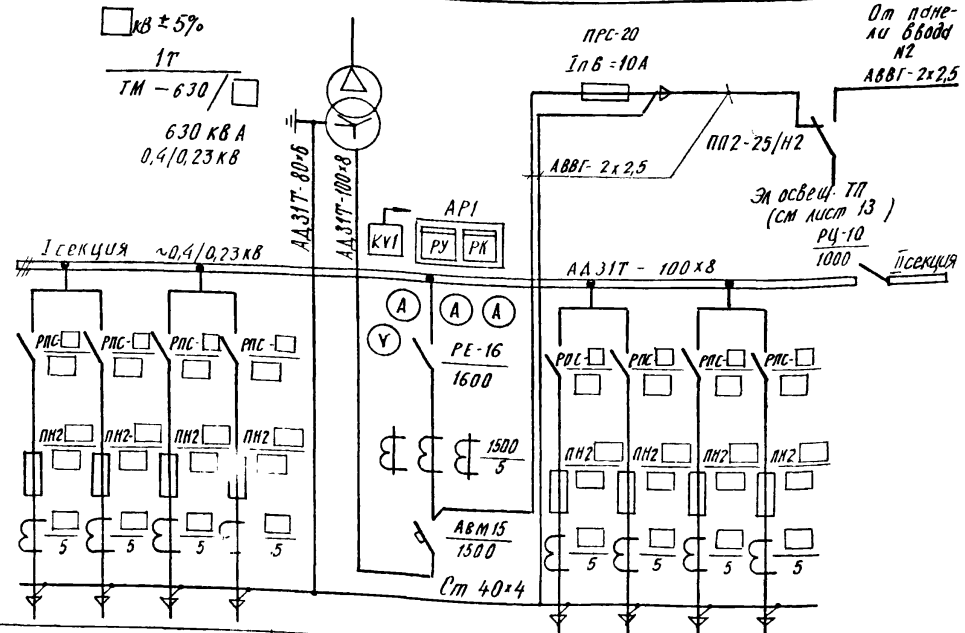 □ кВ ± 5%
1т
ТМ – 630/□
630 кВА
0,4/0,23 кВ
ПРС-20
Iпв = 10А
От пане-
ли ввода
N2
АВВГ-2х2,5
ПП2-25/Н2
АВВГ-2х2,5
Эл освещ. ТП
(см лист 13)
РЦ-10
1000
IIсекция
АД31Т-80х6
АД31Т-100х8
KV1
АР1
РУ
РК
I секция ~0,4/0,23 кВ
АД31Т – 100х8
А
А
А
V
РЕ-16
1600
РПС-□
РПС-□
РПС-□
РПС-□
РПС-□
РПС-□
РПС-□
РПС-□
ПН2□
ПН2-□
ПН2□
ПН2□
1500
5
ПН2□
ПН2□
ПН2□
ПН2□
□
5
□
5
□
5
□
5
АВМ15
1500
□
5
□
5
□
5
□
5
Ст 40х4